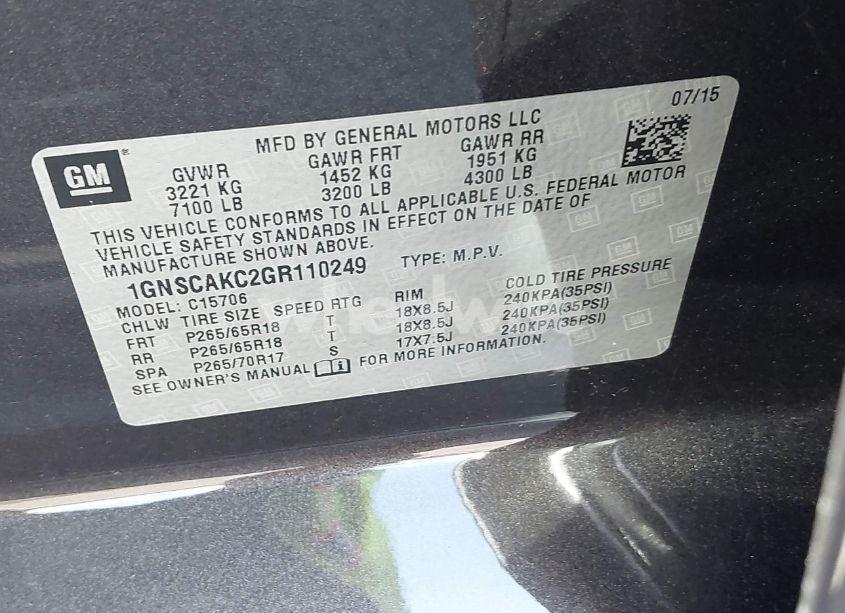 07/15
MFD BY GENERAL MOTORS LLC
GM
GVWR GAWR FRT GAWR RR
3221 KG 1452 KG 1951 KG
7100 LB 3200 LB 4300 LB
THIS VEHICLE CONFORMS TO ALL APPLICABLE U.S. FEDERAL MOTOR
VEHICLE SAFETY STANDARDS IN EFFECT ON THE DATE OF
MANUFACTURE SHOWN ABOVE.
1GNSCAKC2GR110249 TYPE: M.P.V.
MODEL: C15706
CHLW TIRE SIZE SPEED RTG RIM COLD TIRE PRESSURE
FRT P265/65R18 T 18X8.5J 240KPA(35PSI)
RR P265/65R18 T 18X8.5J 240KPA(35PSI)
SPA P265/70R17 S 17X7.5J 240KPA(35PSI)
SEE OWNER'S MANUAL FOR MORE INFORMATION.